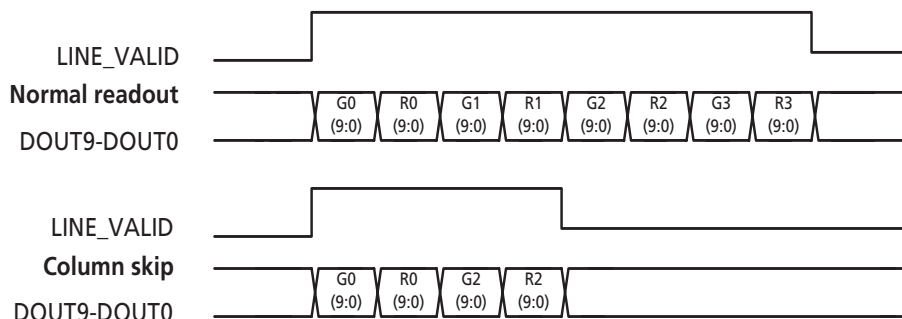 LINE_VALID
Normal readout
G0 R0 G1 R1 G2 R2 G3 R3
(9:0) (9:0) (9:0) (9:0) (9:0) (9:0) (9:0) (9:0)
DOUT9-DOUT0
LINE_VALID
Column skip
G0 R0 G2 R2
(9:0) (9:0) (9:0) (9:0)
DOUT9-DOUT0